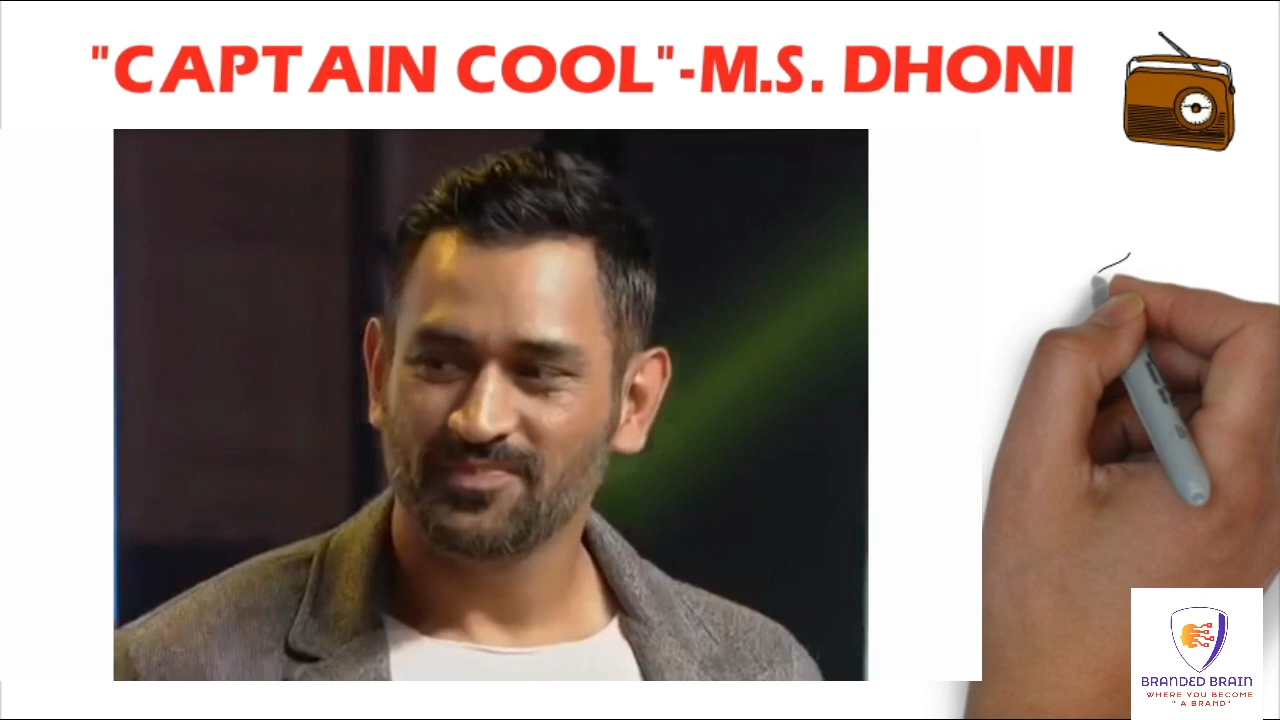 "CAPTAIN COOL"-M.S. DHONI
BRANDED BRAIN
WHERE YOU BECOME
"A BRAND"